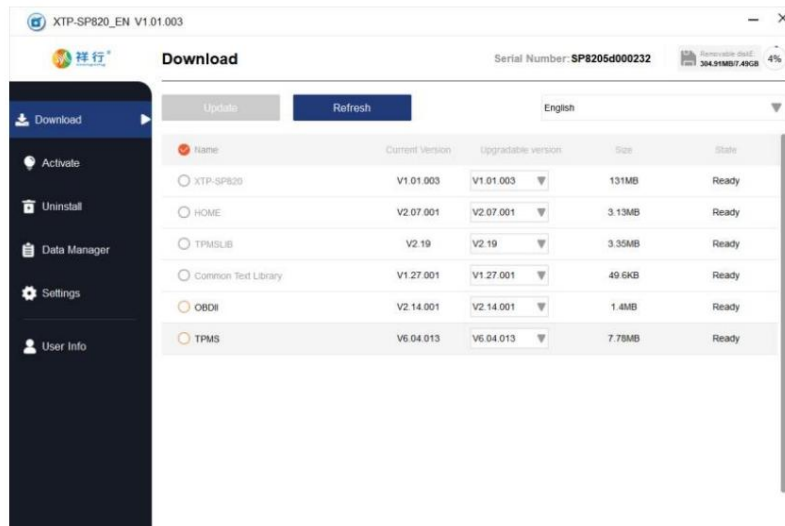 XTP-SP820_EN V1.01.003
祥行
Download
Serial Number: SP8205d000232
304.91MB/7.49GB
4%
Download
Activate
Uninstall
Data Manager
Settings
User Info
Update
Refresh
English
Name Current Version Upgradable version Size State
XTP-SP820 V1.01.003 V1.01.003 131MB Ready
HOME V2.07.001 V2.07.001 3.13MB Ready
TPMSLIB V2.19 V2.19 3.35MB Ready
Common Text Library V1.27.001 V1.27.001 49.6KB Ready
OBDII V2.14.001 V2.14.001 1.4MB Ready
TPMS V6.04.013 V6.04.013 7.78MB Ready